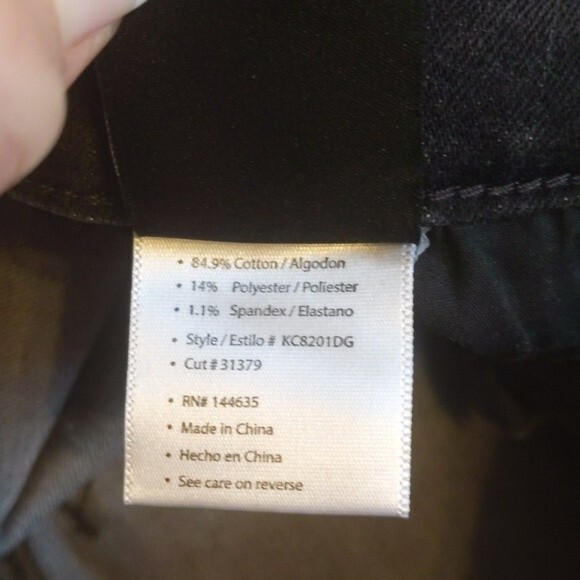 • 84.9% Cotton / Algodon
• 14% Polyester / Poliester
• 1.1% Spandex / Elastano
• Style / Estilo # KC8201DG
• Cut # 31379
• RN# 144635
• Made in China
• Hecho en China
• See care on reverse